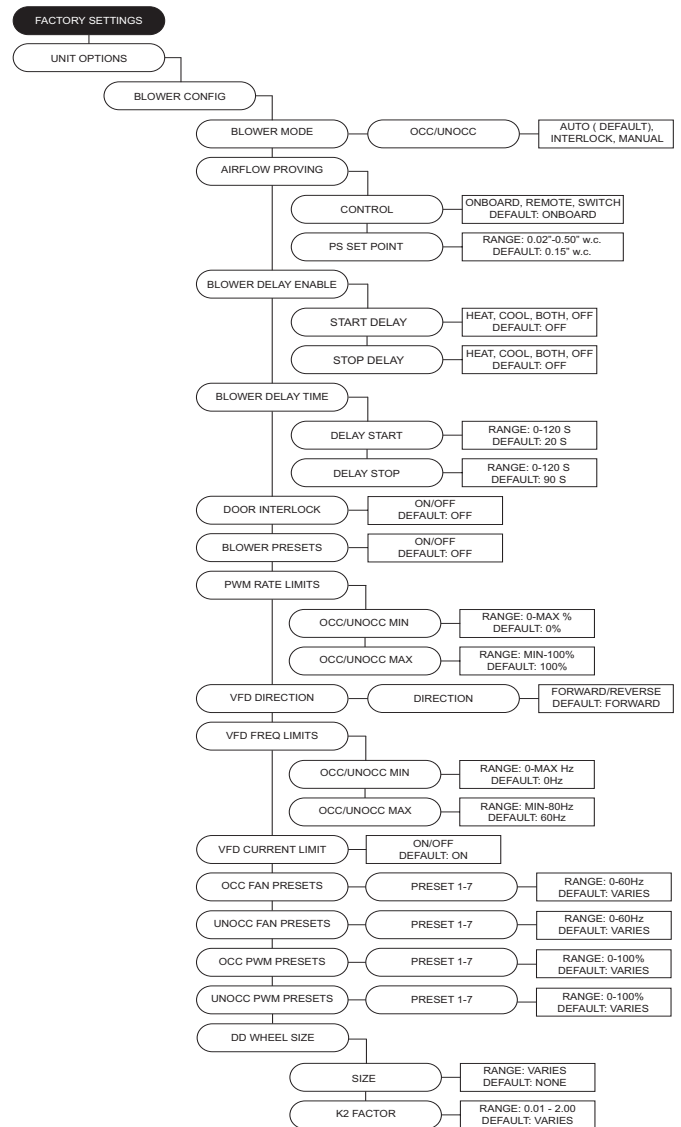 FACTORY SETTINGS
UNIT OPTIONS
BLOWER CONFIG
BLOWER MODE
OCC/UNOCC
AUTO ( DEFAULT),
INTERLOCK, MANUAL
AIRFLOW PROVING
CONTROL
ONBOARD, REMOTE, SWITCH
DEFAULT: ONBOARD
PS SET POINT
RANGE: 0.02”-0.50” w.c.
DEFAULT: 0.15” w.c.
BLOWER DELAY ENABLE
START DELAY
HEAT, COOL, BOTH, OFF
DEFAULT: OFF
STOP DELAY
HEAT, COOL, BOTH, OFF
DEFAULT: OFF
BLOWER DELAY TIME
DELAY START
RANGE: 0-120 S
DEFAULT: 20 S
DELAY STOP
RANGE: 0-120 S
DEFAULT: 90 S
DOOR INTERLOCK
ON/OFF
DEFAULT: OFF
BLOWER PRESETS
ON/OFF
DEFAULT: OFF
PWM RATE LIMITS
OCC/UNOCC MIN
RANGE: 0-MAX %
DEFAULT: 0%
OCC/UNOCC MAX
RANGE: MIN-100%
DEFAULT: 100%
VFD DIRECTION
DIRECTION
FORWARD/REVERSE
DEFAULT: FORWARD
VFD FREQ LIMITS
OCC/UNOCC MIN
RANGE: 0-MAX Hz
DEFAULT: 0Hz
OCC/UNOCC MAX
RANGE: MIN-80Hz
DEFAULT: 60Hz
VFD CURRENT LIMIT
ON/OFF
DEFAULT: ON
OCC FAN PRESETS
PRESET 1-7
RANGE: 0-60Hz
DEFAULT: VARIES
UNOCC FAN PRESETS
PRESET 1-7
RANGE: 0-60Hz
DEFAULT: VARIES
OCC PWM PRESETS
PRESET 1-7
RANGE: 0-100%
DEFAULT: VARIES
UNOCC PWM PRESETS
PRESET 1-7
RANGE: 0-100%
DEFAULT: VARIES
DD WHEEL SIZE
SIZE
RANGE: VARIES
DEFAULT: NONE
K2 FACTOR
RANGE: 0.01 - 2.00
DEFAULT: VARIES